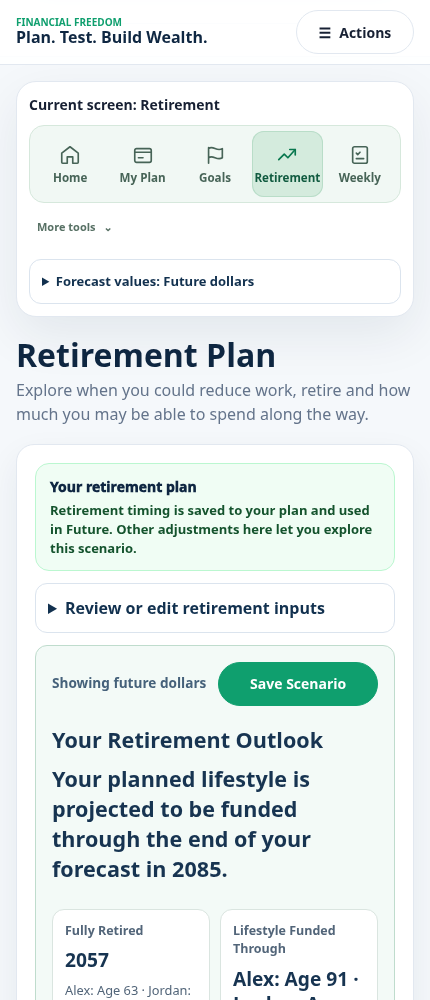 FINANCIAL FREEDOM
Plan. Test. Build Wealth.
☰ Actions
Current screen: Retirement
Home
My Plan
Goals
Retirement
Weekly
More tools ⌄
▶ Forecast values: Future dollars
Retirement Plan
Explore when you could reduce work, retire and how
much you may be able to spend along the way.
Your retirement plan
Retirement timing is saved to your plan and used
in Future. Other adjustments here let you explore
this scenario.
▶ Review or edit retirement inputs
Showing future dollars
Save Scenario
Your Retirement Outlook
Your planned lifestyle is
projected to be funded
through the end of your
forecast in 2085.
Fully Retired
2057
Alex: Age 63 · Jordan:
Lifestyle Funded
Through
Alex: Age 91 ·